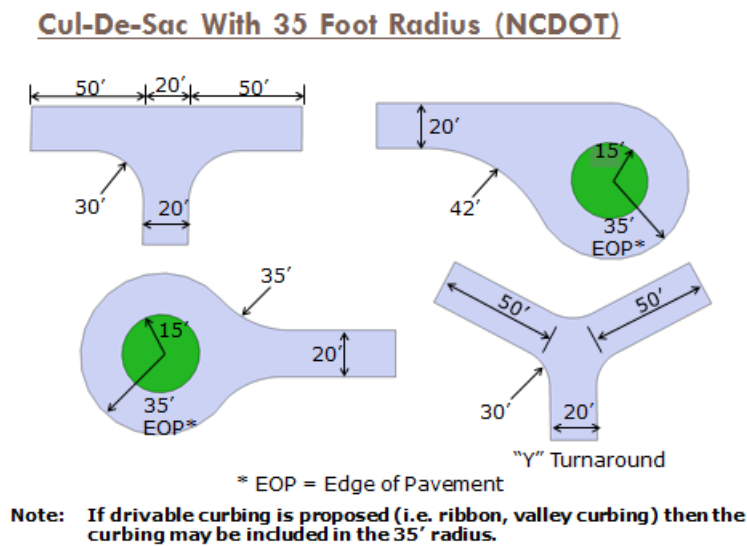 Cul-De-Sac With 35 Foot Radius (NCDOT)
50′ 20′ 50′
30′
20′
20′
15′
42′
35′
EOP*
15′
35′
EOP*
35′
20′
50′
50′
30′
20′
"Y" Turnaround
* EOP = Edge of Pavement
Note: If drivable curbing is proposed (i.e. ribbon, valley curbing) then the
curbing may be included in the 35′ radius.